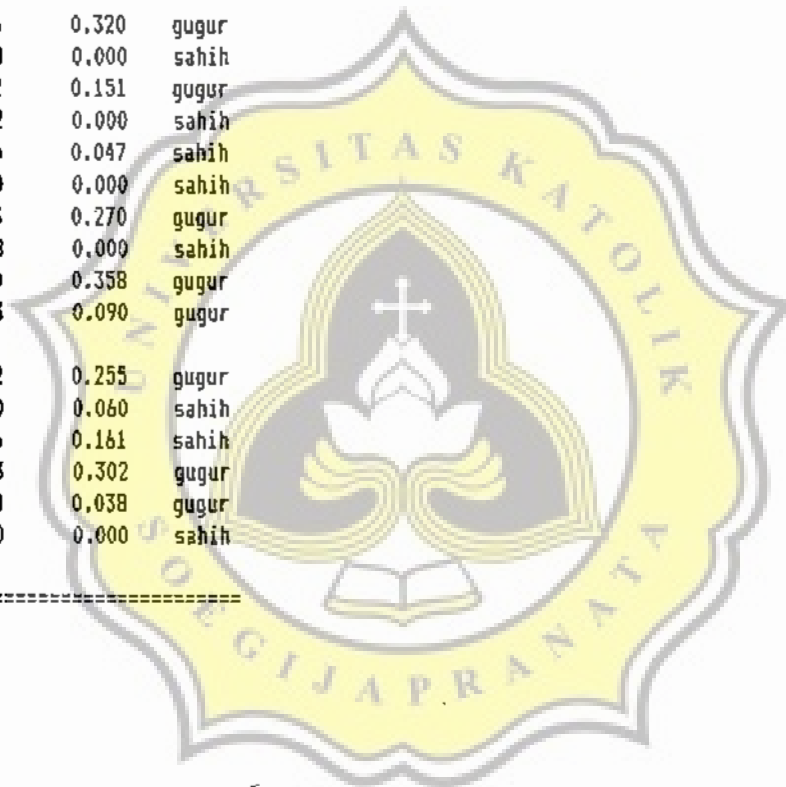 0.320 gugur
0.000 sahih
0.151 gugur
0.000 sahih
0.047 sahih
0.000 sahih
0.270 gugur
0.000 sahih
0.358 gugur
0.090 gugur
0.255 gugur
0.060 sahih
0.161 sahih
0.302 gugur
0.038 gugur
0.000 sahih
UNIVERSITAS KATOLIK
SOEGIJAPRANATA